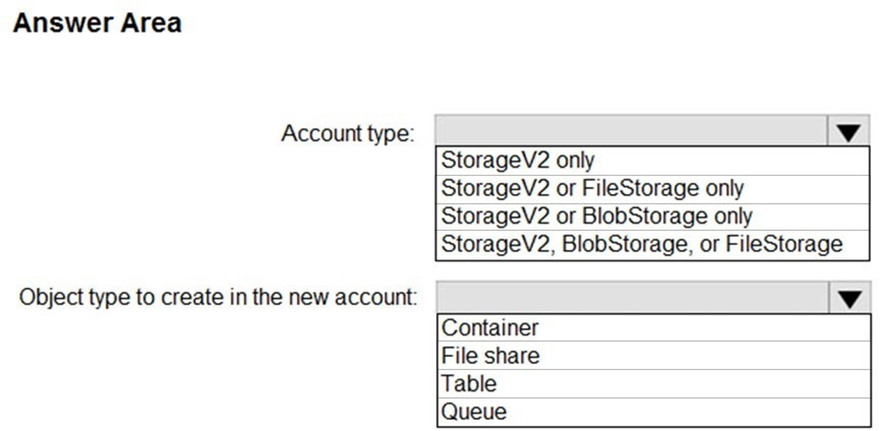 Answer Area
Account type:
StorageV2 only
StorageV2 or FileStorage only
StorageV2 or BlobStorage only
StorageV2, BlobStorage, or FileStorage
Object type to create in the new account:
Container
File share
Table
Queue